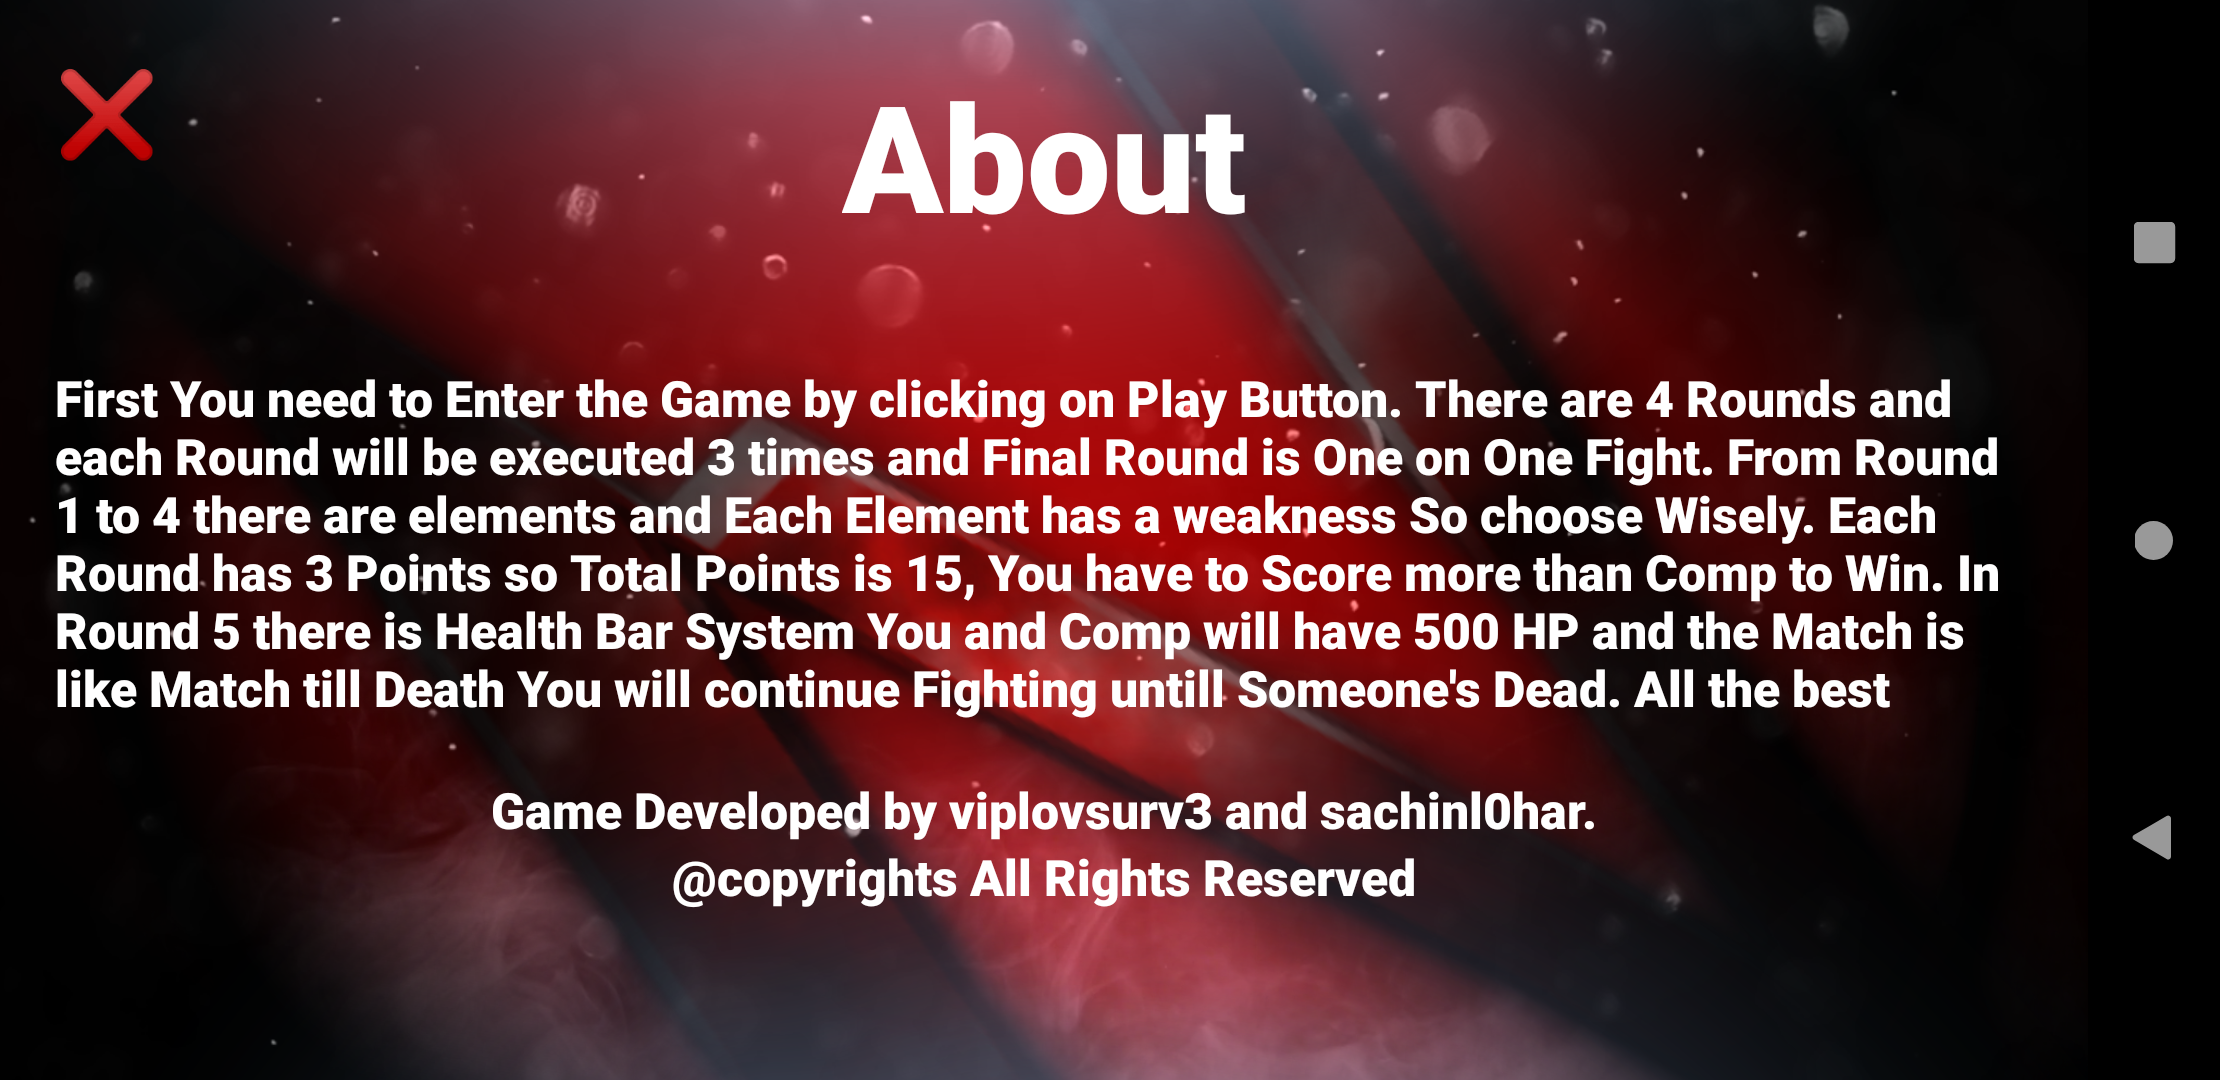 About
First You need to Enter the Game by clicking on Play Button. There are 4 Rounds and
each Round will be executed 3 times and Final Round is One on One Fight. From Round
1 to 4 there are elements and Each Element has a weakness So choose Wisely. Each
Round has 3 Points so Total Points is 15, You have to Score more than Comp to Win. In
Round 5 there is Health Bar System You and Comp will have 500 HP and the Match is
like Match till Death You will continue Fighting untill Someone's Dead. All the best
Game Developed by viplovsurv3 and sachinl0har.
@copyrights All Rights Reserved